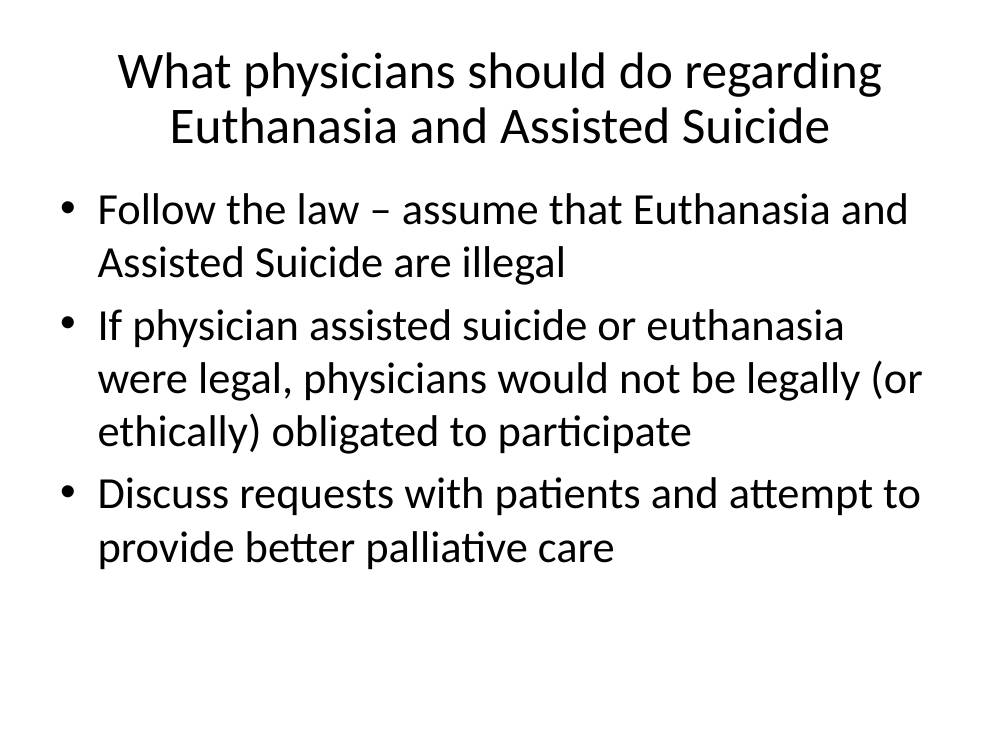 What physicians should do regarding
Euthanasia and Assisted Suicide
• Follow the law – assume that Euthanasia and
Assisted Suicide are illegal
• If physician assisted suicide or euthanasia
were legal, physicians would not be legally (or
ethically) obligated to participate
• Discuss requests with patients and attempt to
provide better palliative care